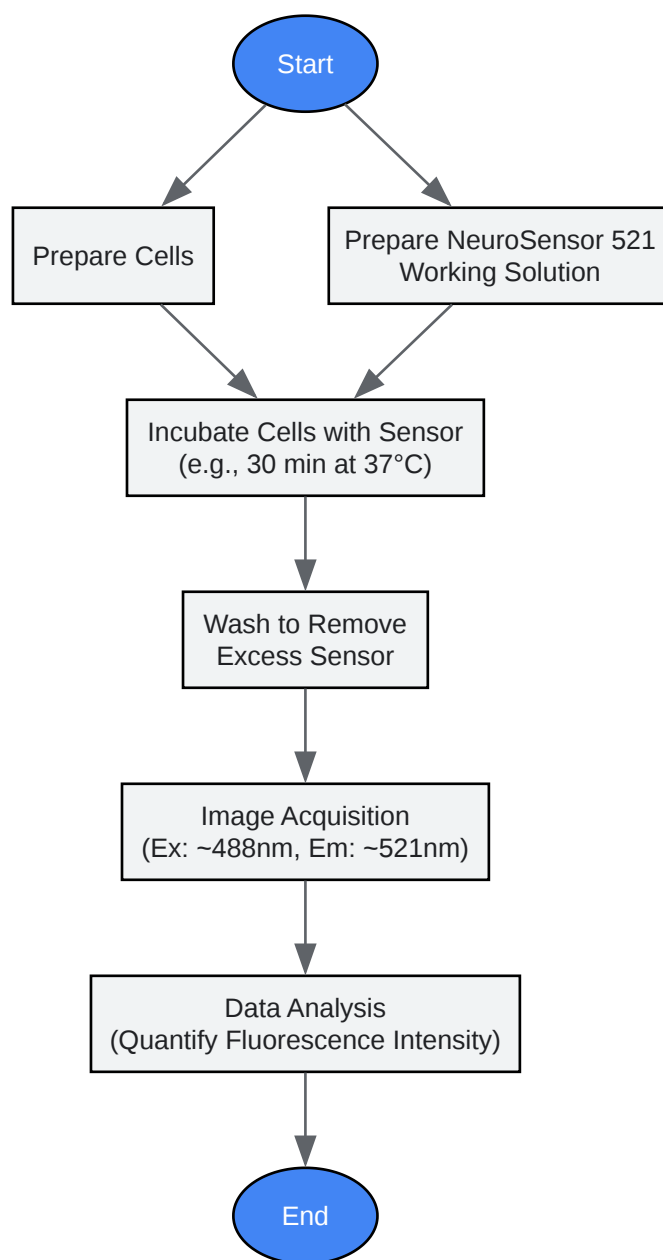 Start
Prepare Cells
Prepare NeuroSensor 521
Working Solution
Incubate Cells with Sensor
(e.g., 30 min at 37°C)
Wash to Remove
Excess Sensor
Image Acquisition
(Ex: ~488nm, Em: ~521nm)
Data Analysis
(Quantify Fluorescence Intensity)
End